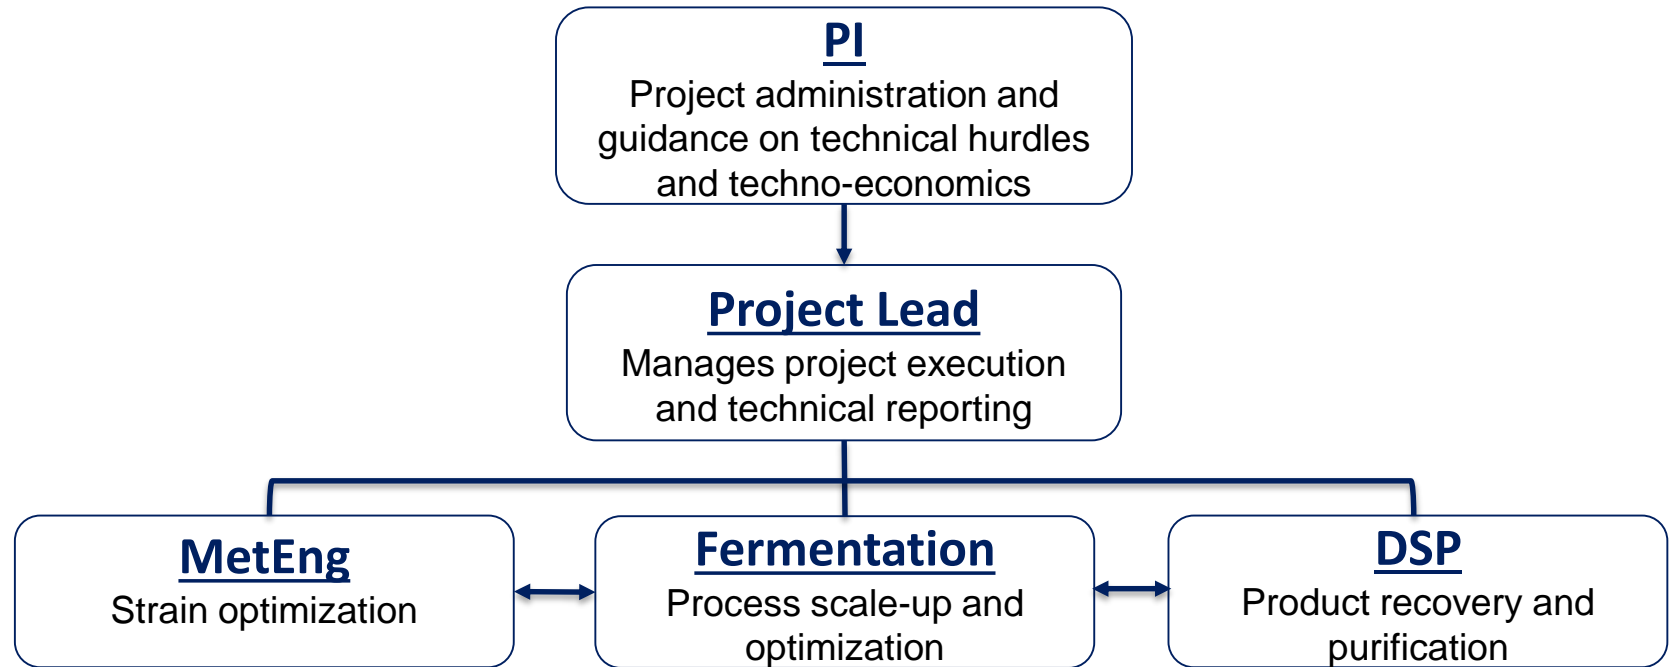 PI
Project administration and
guidance on technical hurdles
and techno-economics
Project Lead
Manages project execution
and technical reporting
MetEng
Strain optimization
Fermentation
Process scale-up and
optimization
DSP
Product recovery and
purification